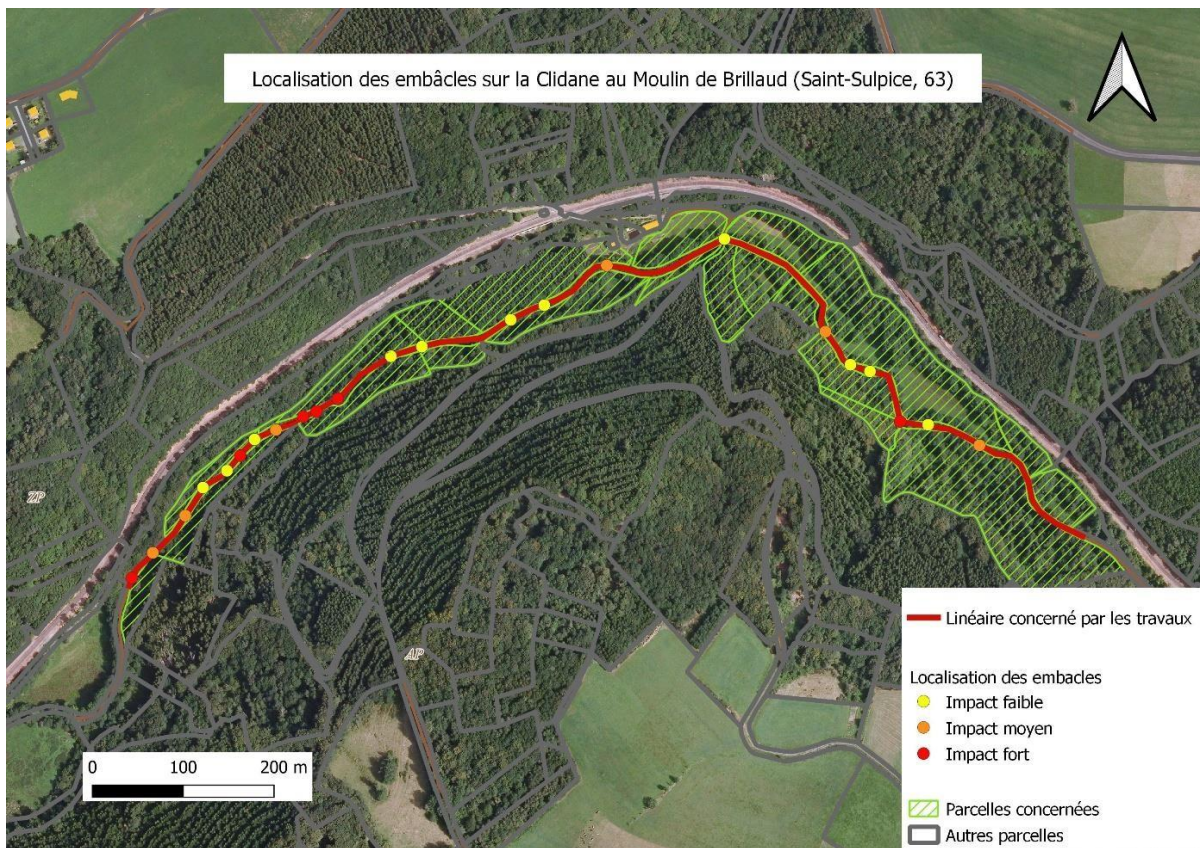 Localisation des embâcles sur la Clidane au Moulin de Brillaud (Saint-Sulpice, 63)
ZP
AP
0 100 200 m
Linéaire concerné par les travaux
Localisation des embacles
Impact faible
Impact moyen
Impact fort
Parcelles concernées
Autres parcelles